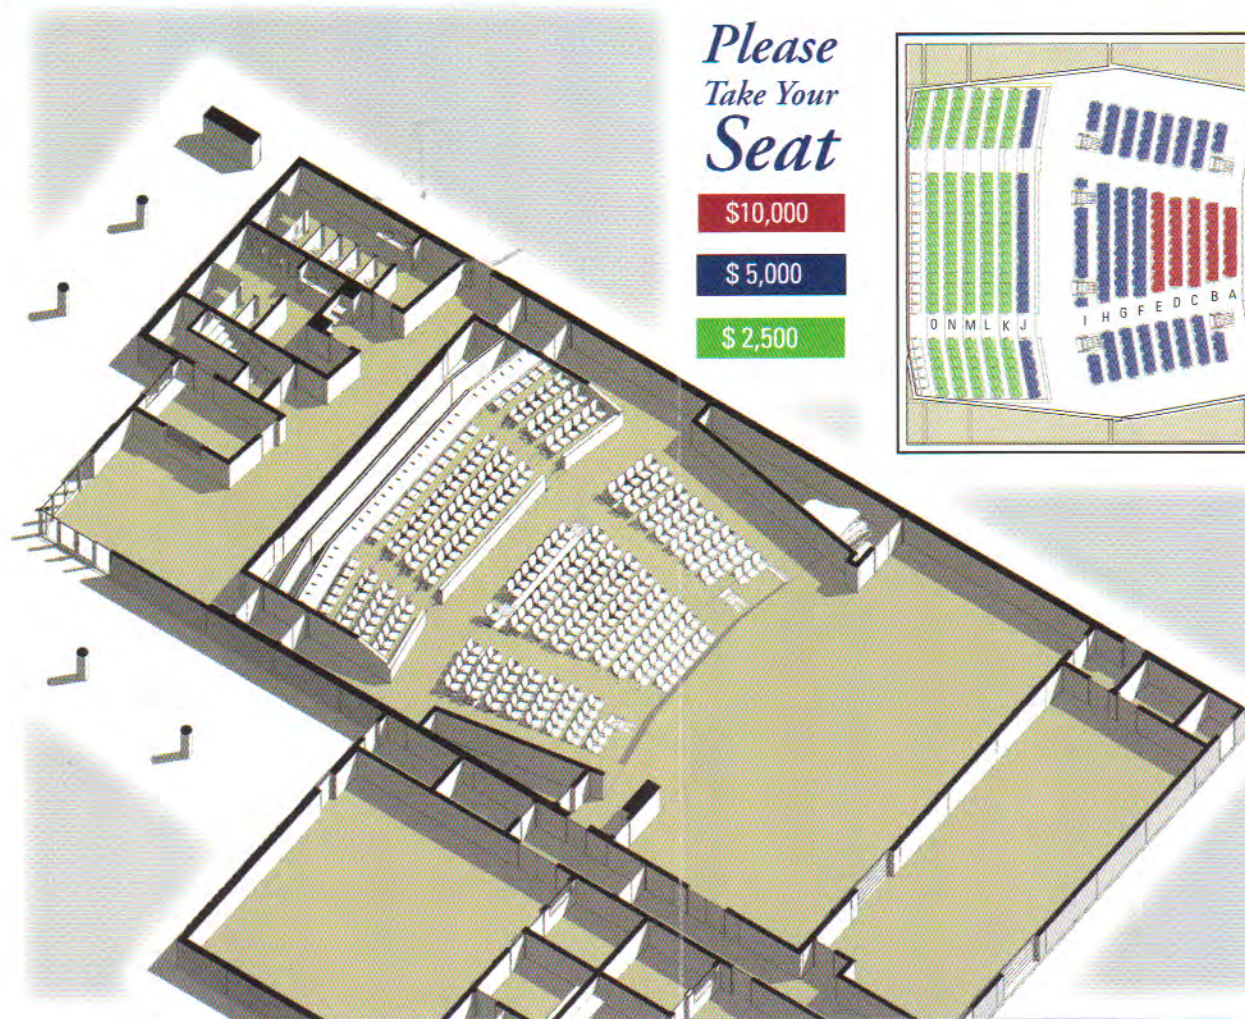 Please
Take Your
Seat
$10,000
$ 5,000
$ 2,500
O N M L K J I H G F E D C B A